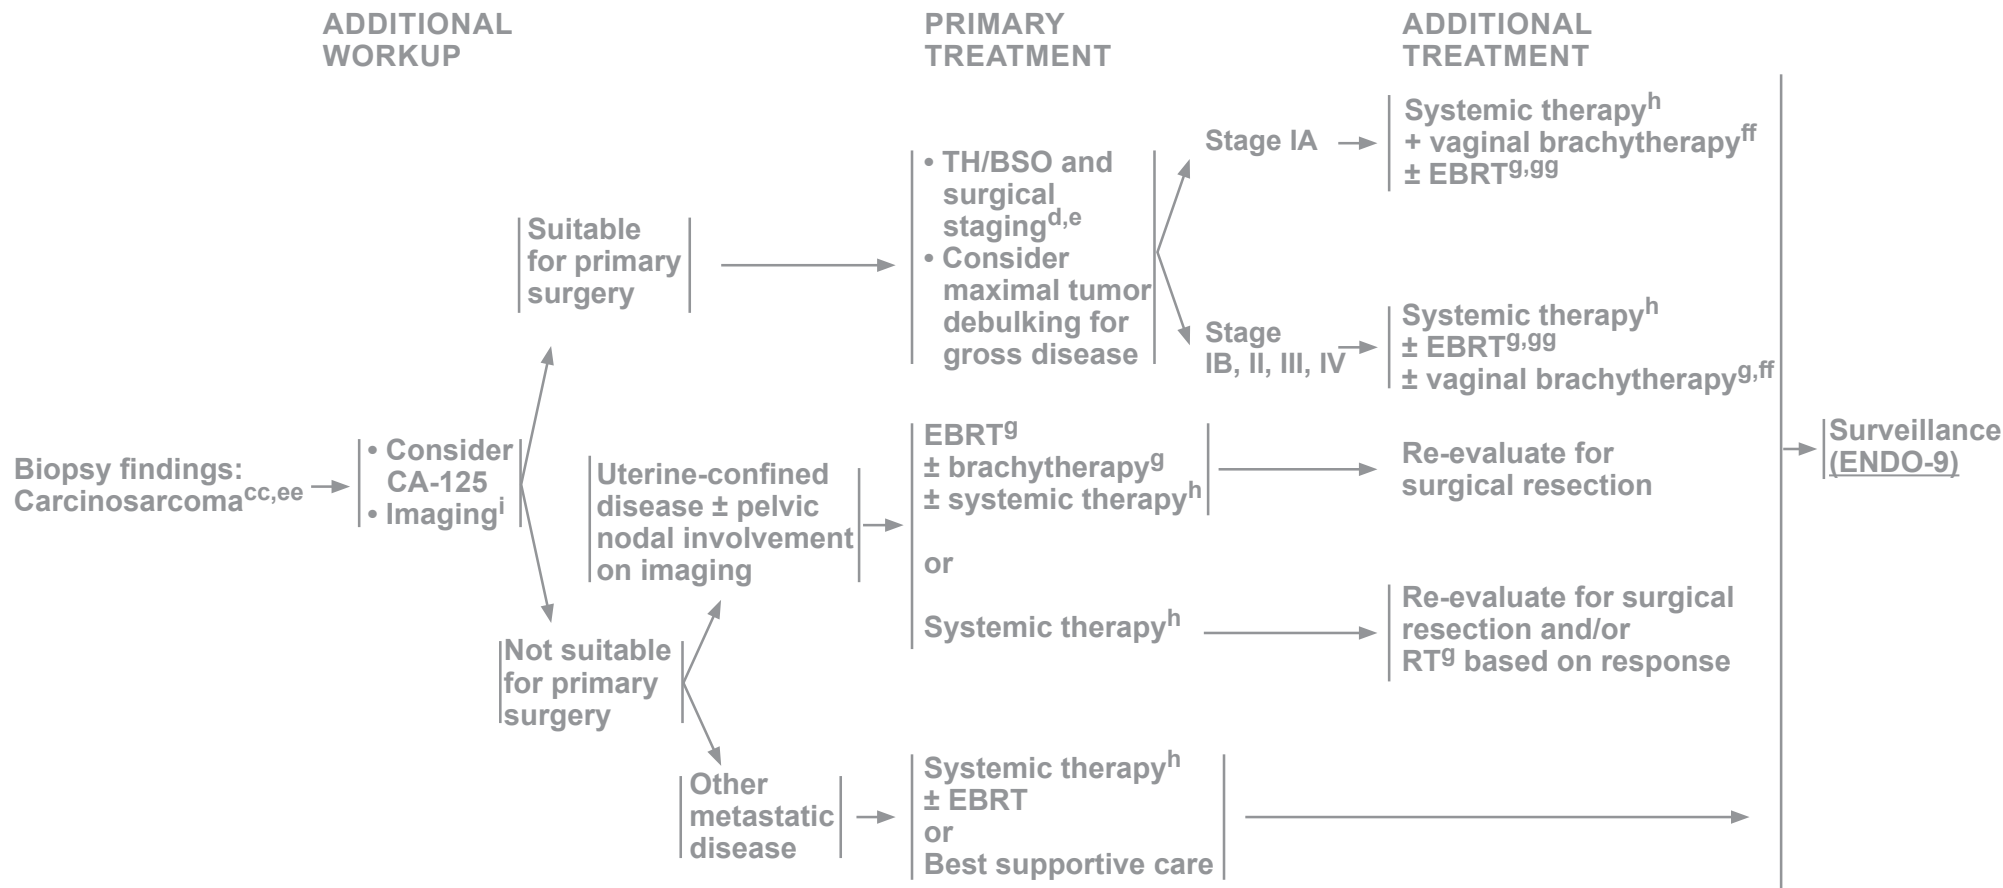 ADDITIONAL
WORKUP
PRIMARY
TREATMENT
ADDITIONAL
TREATMENT
Biopsy findings:
Carcinosarcomacc,ee
• Consider
CA-125
• Imagingi
Suitable
for primary
surgery
• TH/BSO and
surgical
stagingd,e
• Consider
maximal tumor
debulking for
gross disease
Stage IA
Systemic therapyh
+ vaginal brachytherapyff
± EBRTg,gg
Stage
IB, II, III, IV
Systemic therapyh
± EBRTg,gg
± vaginal brachytherapyg,ff
Not suitable
for primary
surgery
Uterine-confined
disease ± pelvic
nodal involvement
on imaging
EBRTg
± brachytherapyg
± systemic therapyh
or
Systemic therapyh
Re-evaluate for
surgical resection
Re-evaluate for surgical
resection and/or
RTg based on response
Other
metastatic
disease
Systemic therapyh
± EBRT
or
Best supportive care
Surveillance
(ENDO-9)